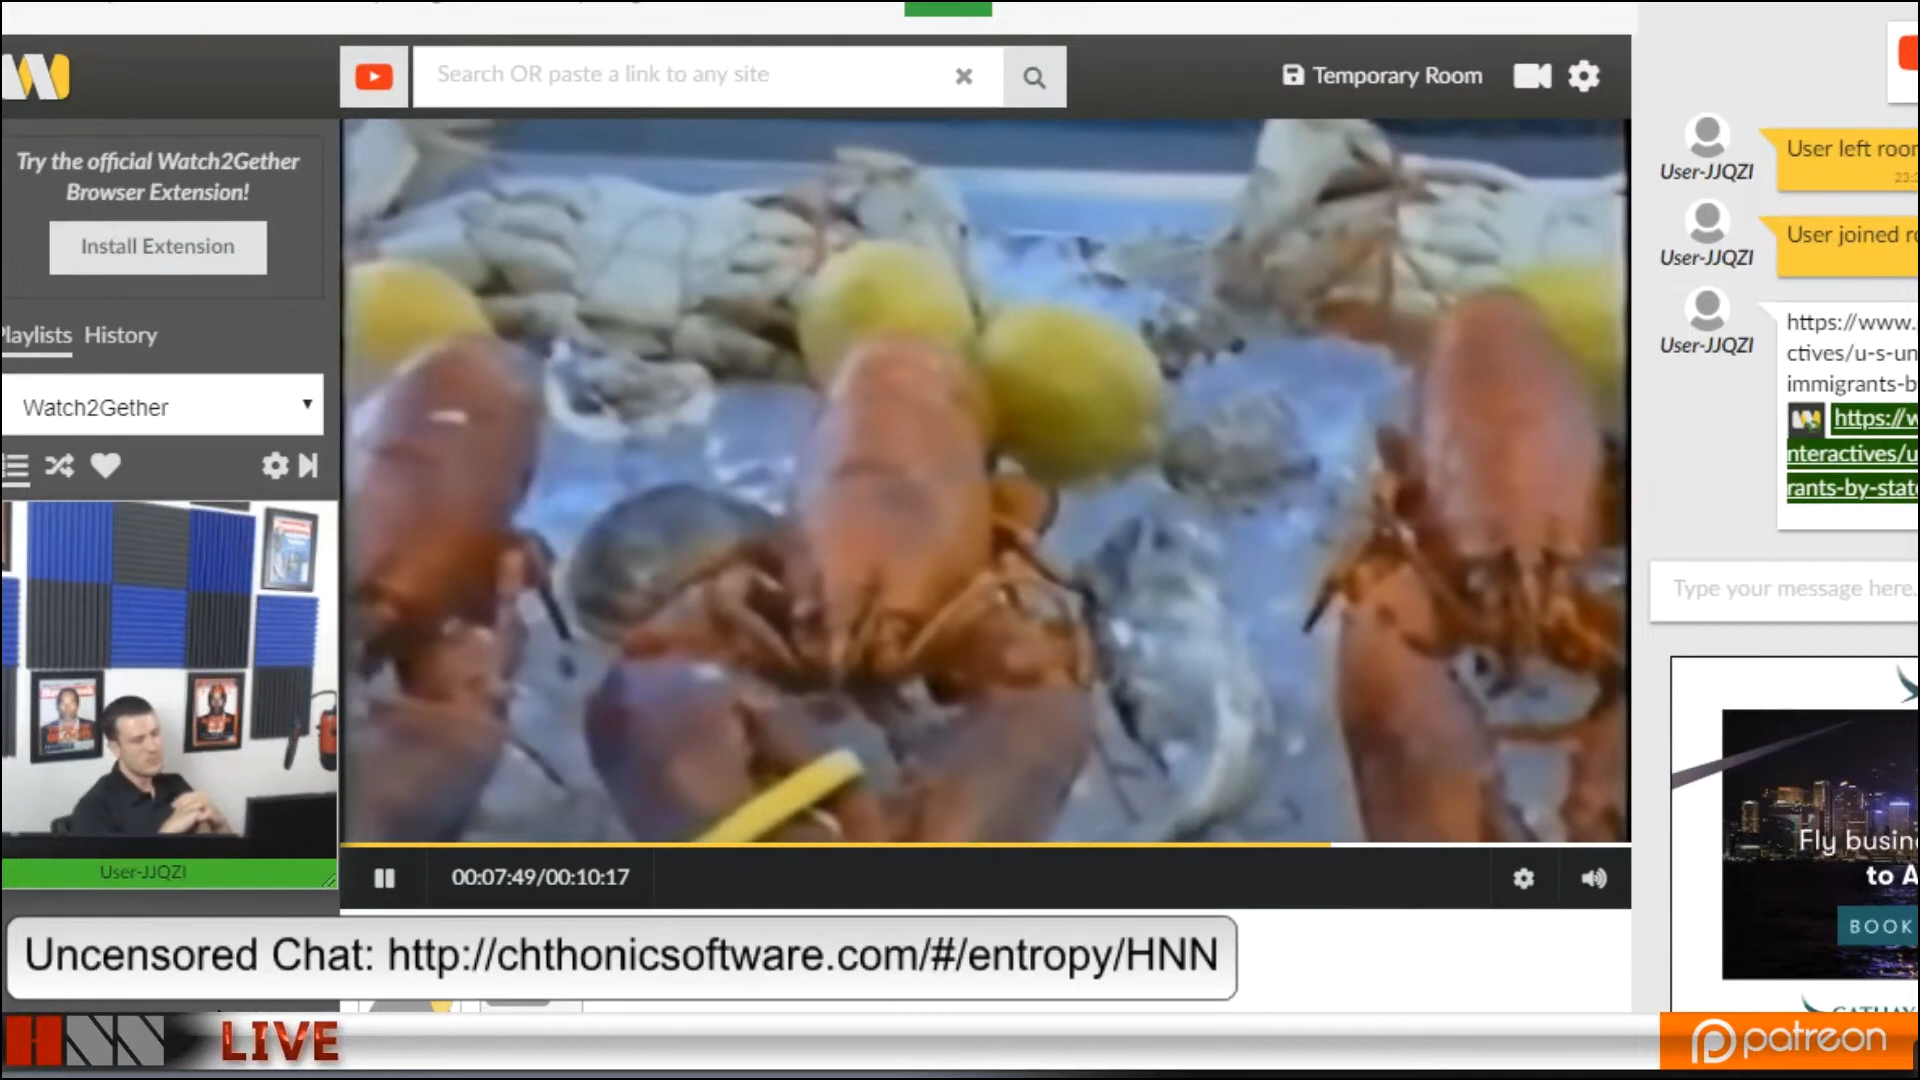 Search OR paste a link to any site
Temporary Room
Try the official Watch2Gether
Browser Extension!
Install Extension
Playlists History
Watch2Gether
User-JJQZI
00:07:49/00:10:17
User-JJQZI
User left room
User-JJQZI
User joined
User-JJQZI
https://www.
ctives/u-s-un
immigrants-b
https://w
nteractives/u
rants-by-stat
Type your message here.
Fly busin
to A
BOOK
Uncensored Chat: http://chthonicsoftware.com/#/entropy/HNN
HNN LIVE
patreon